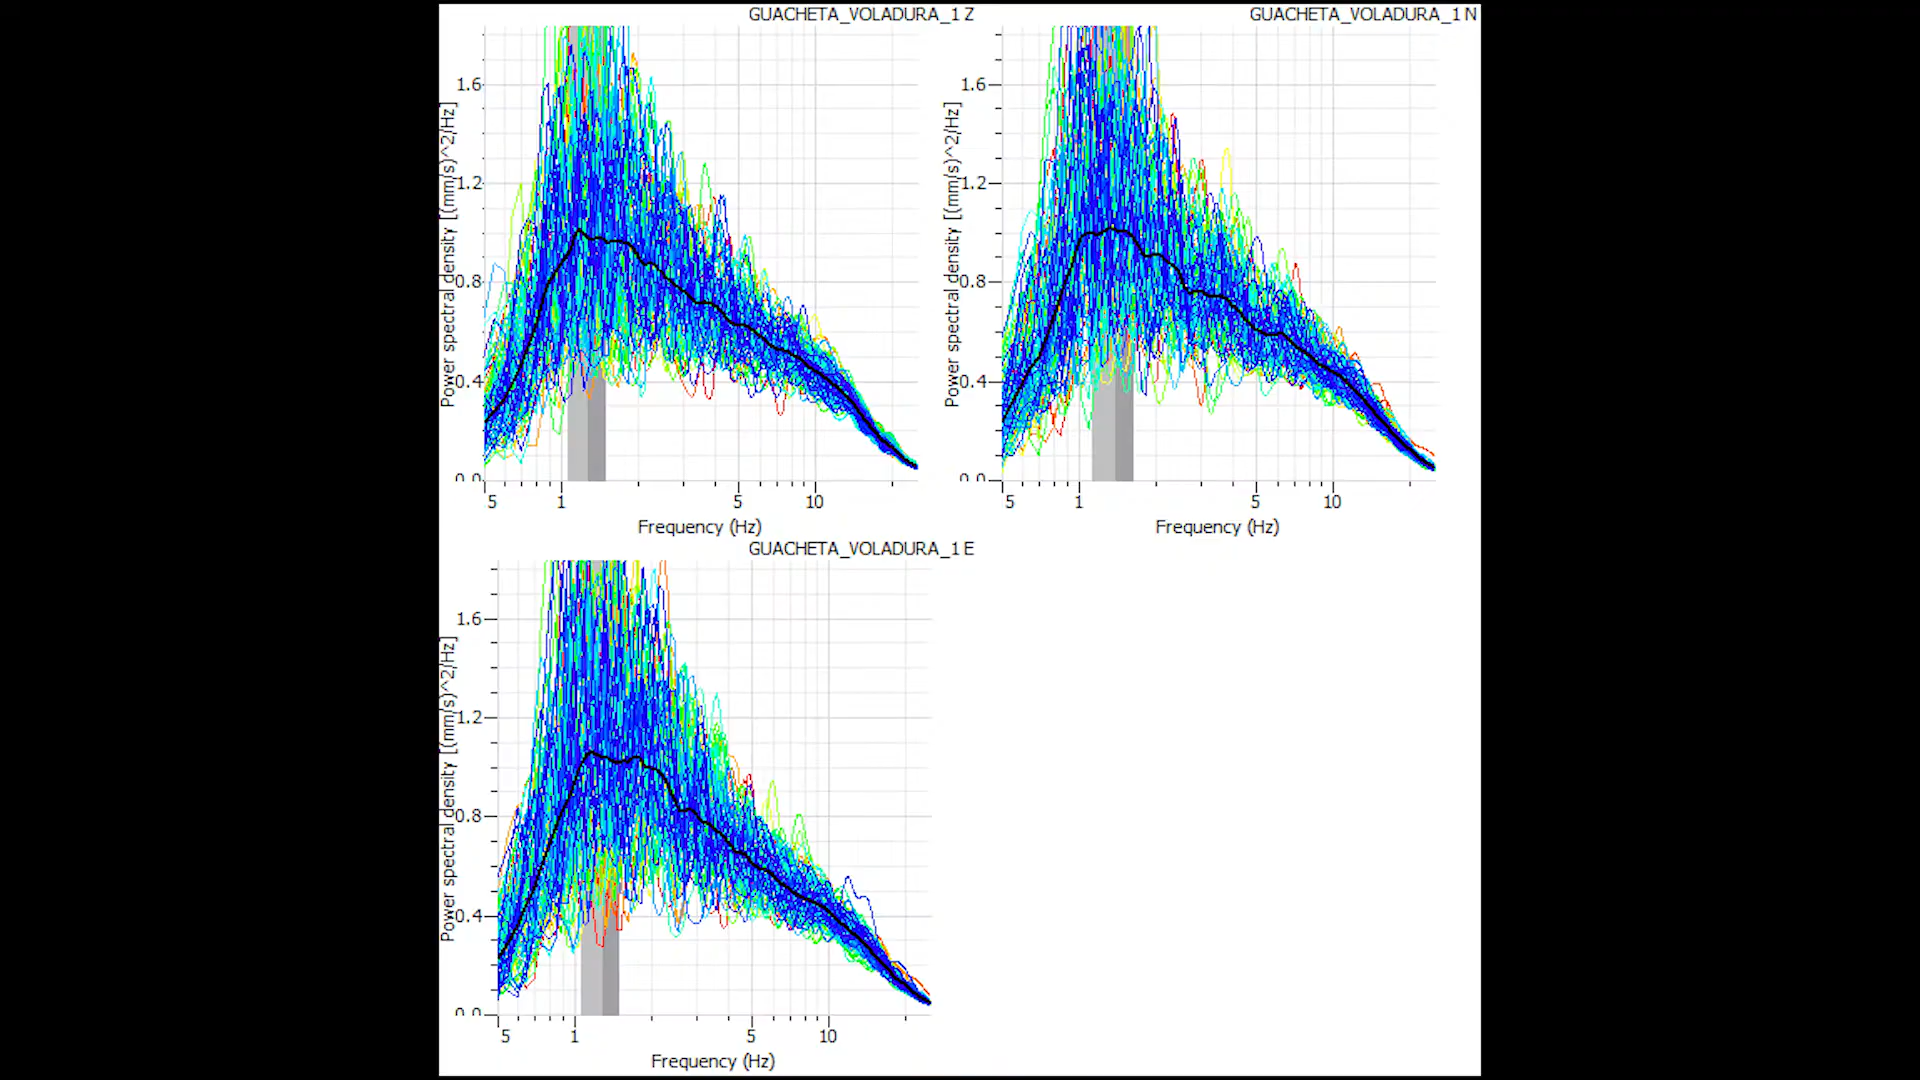 GUACHETA_VOLADURA_1 Z
Power spectral density [(mm/s)^2/Hz]
1.6
1.2
0.8
0.4
0.0
5 1 5 10
Frequency (Hz)
GUACHETA_VOLADURA_1 N
Power spectral density [(mm/s)^2/Hz]
1.6
1.2
0.8
0.4
0.0
5 1 5 10
Frequency (Hz)
GUACHETA_VOLADURA_1 E
Power spectral density [(mm/s)^2/Hz]
1.6
1.2
0.8
0.4
0.0
5 1 5 10
Frequency (Hz)